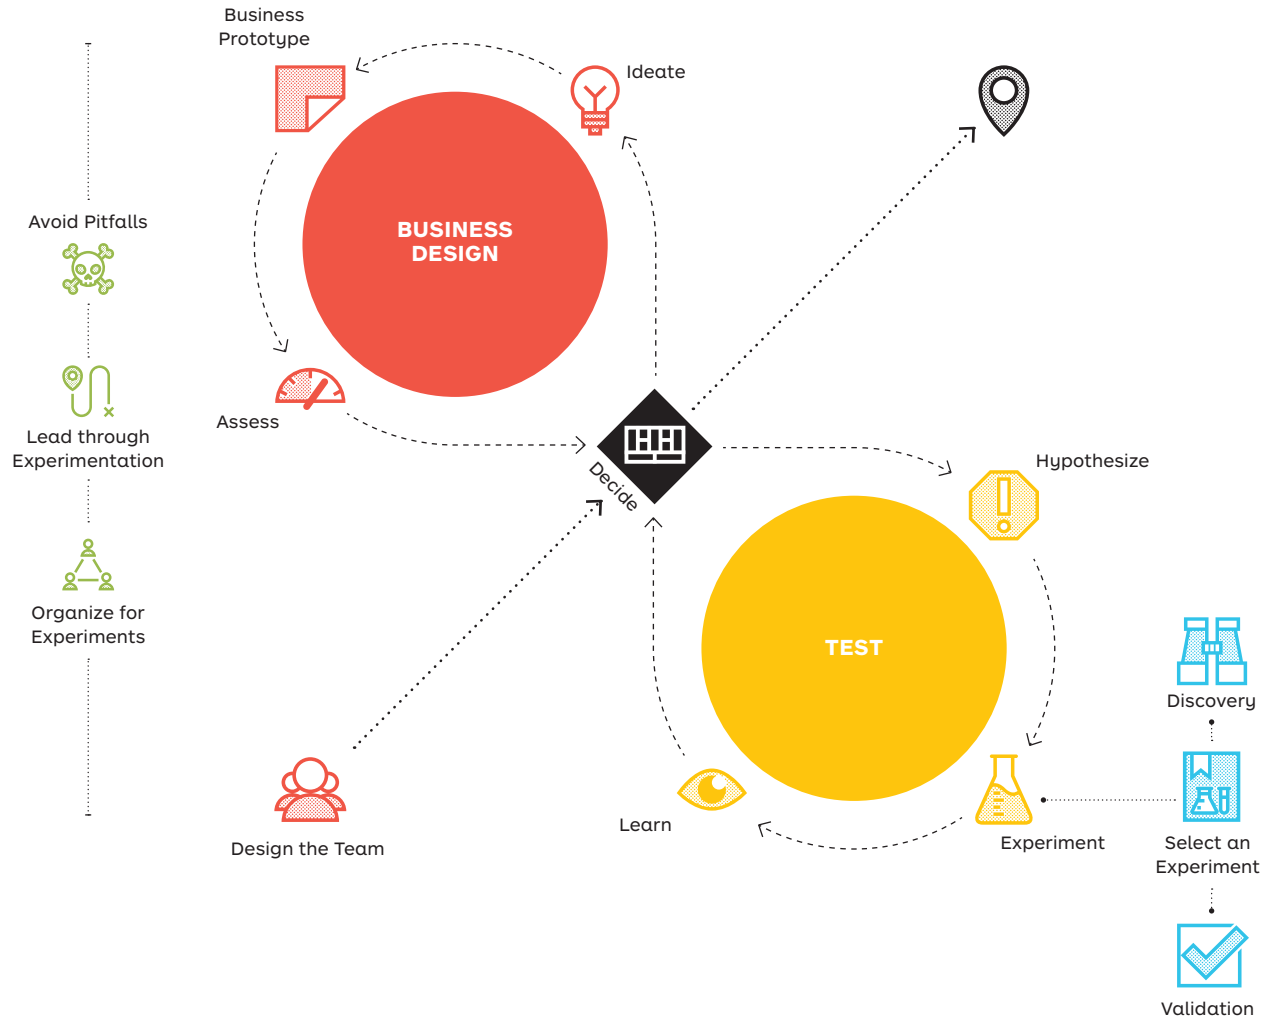 Business
Prototype
Ideate
Avoid Pitfalls
BUSINESS
DESIGN
Assess
Lead through
Experimentation
Decide
Hypothesize
Organize for
Experiments
TEST
Discovery
Learn
Design the Team
Experiment
Select an
Experiment
Validation